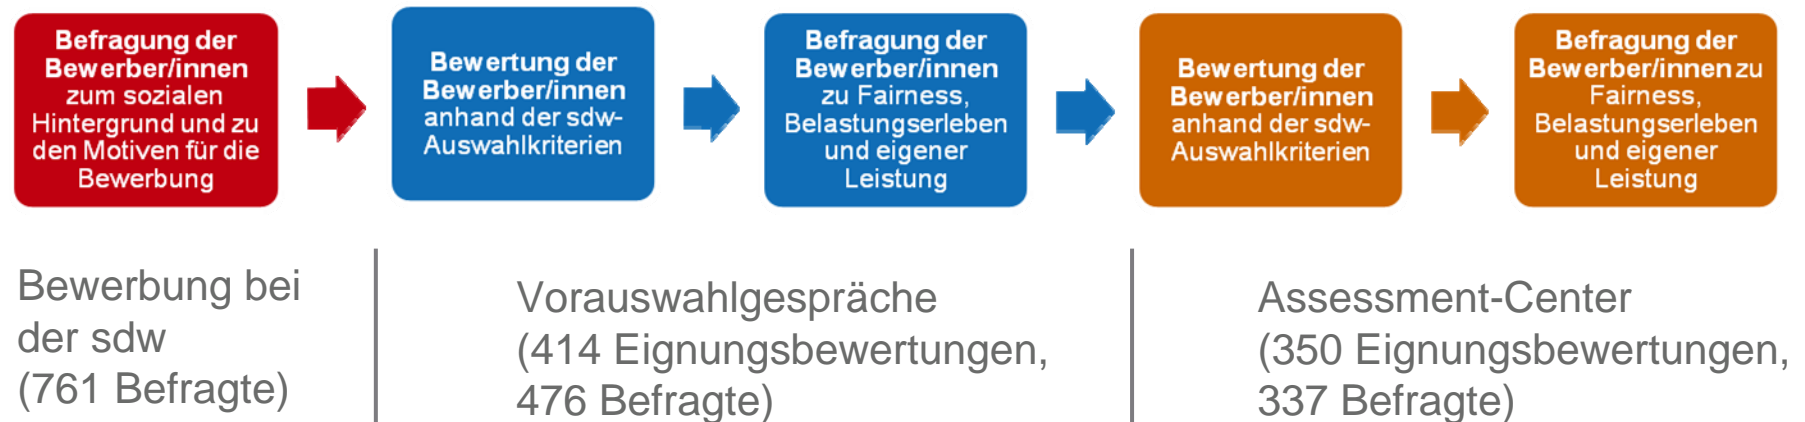 Befragung der
Bewerber/innen
zum sozialen
Hintergrund und zu
den Motiven für die
Bewerbung
Bewertung der
Bewerber/innen
anhand der sdw-
Auswahlkriterien
Befragung der
Bewerber/innen
zu Fairness,
Belastungserleben
und eigener
Leistung
Bewertung der
Bewerber/innen
anhand der sdw-
Auswahlkriterien
Befragung der
Bewerber/innen zu
Fairness,
Belastungserleben
und eigener
Leistung
Bewerbung bei
der sdw
(761 Befragte)
Vorauswahlgespräche
(414 Eignungsbewertungen,
476 Befragte)
Assessment-Center
(350 Eignungsbewertungen,
337 Befragte)